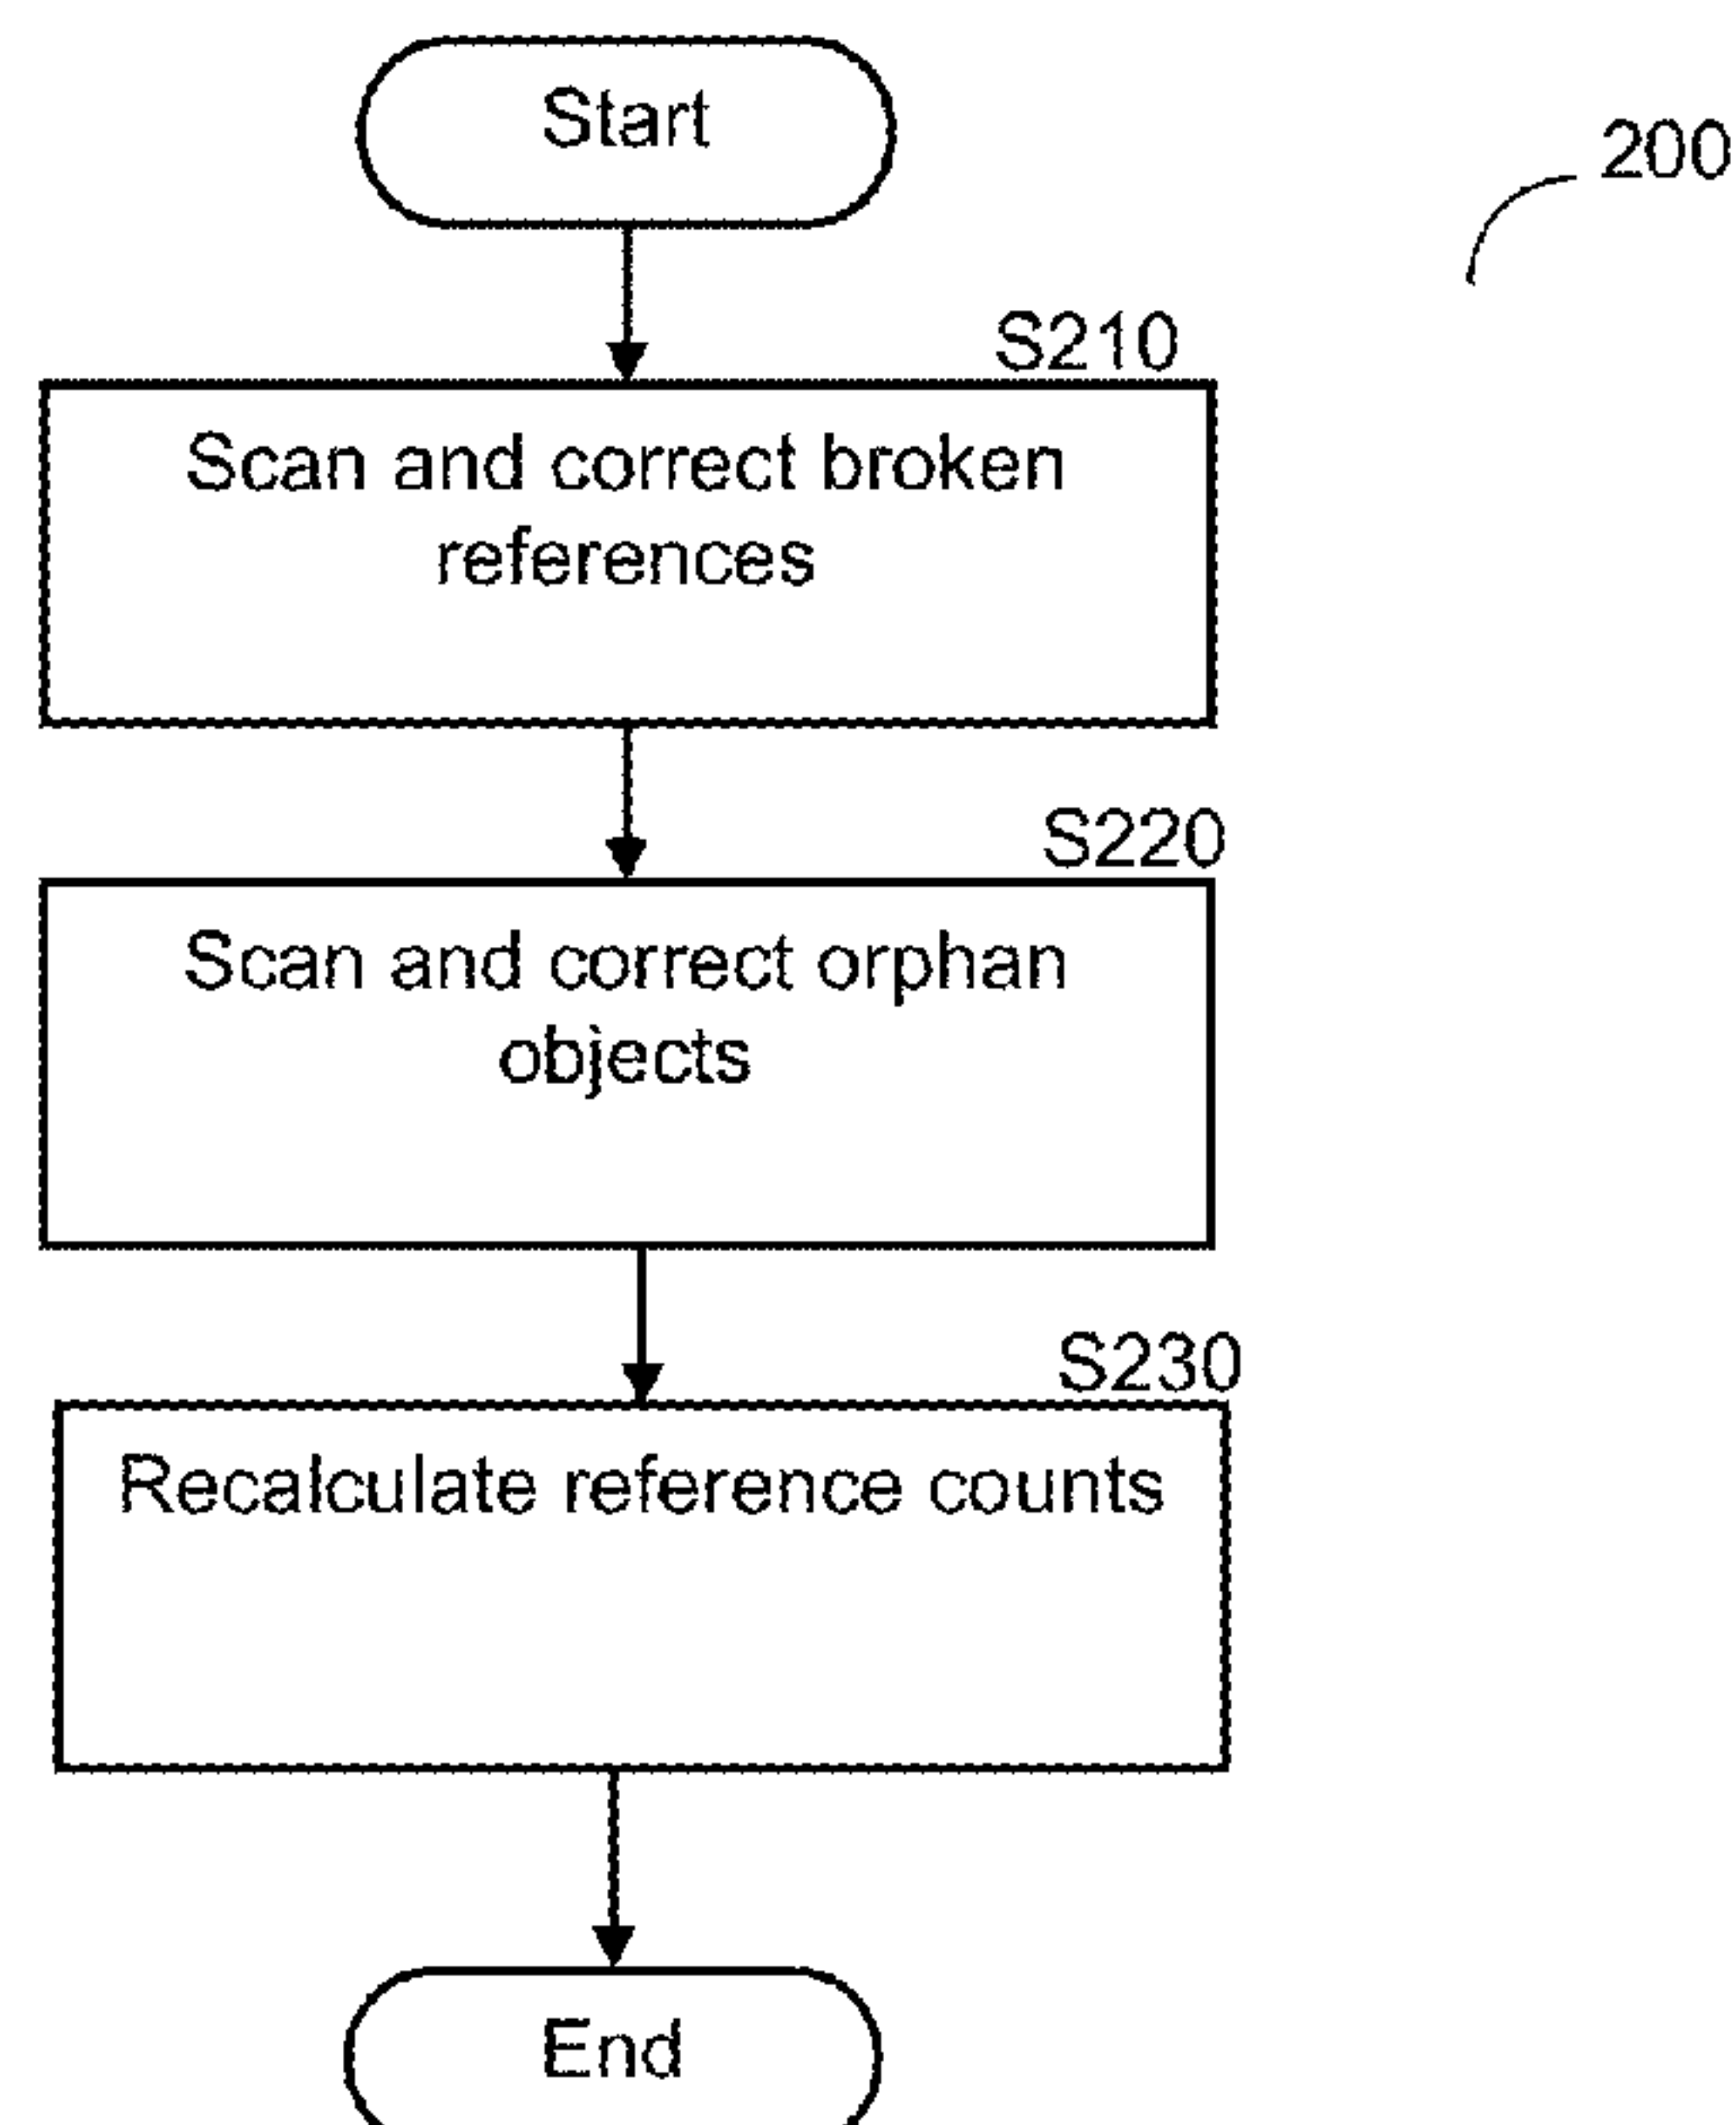 Start
200
S210
Scan and correct broken
references
S220
Scan and correct orphan
objects
S230
Recalculate reference counts
End